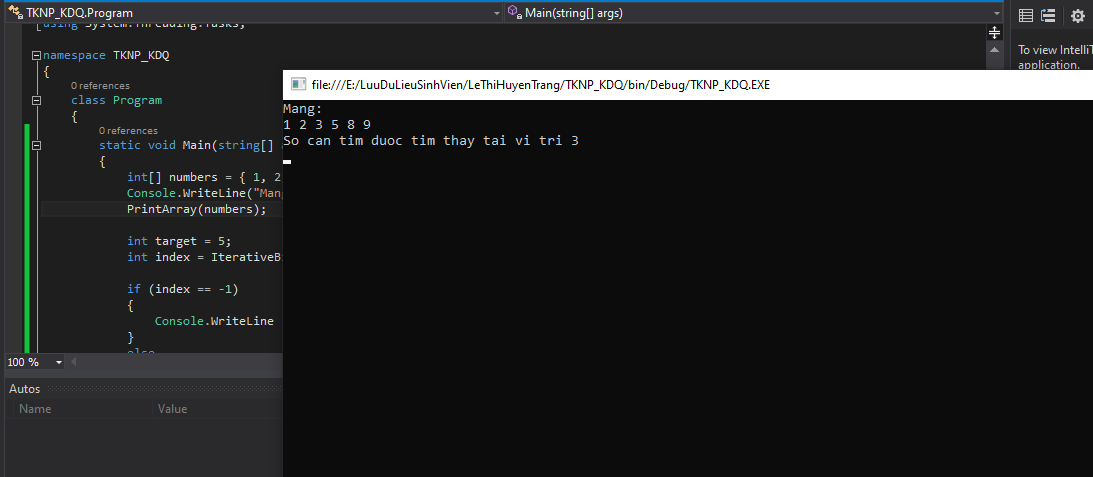 TKNP_KDQ.Program
Main(string[] args)
using System.Threading.Tasks;
namespace TKNP_KDQ
{
0 references
class Program
{
0 references
static void Main(string[]
{
int[] numbers = { 1, 2
Console.WriteLine("Man
PrintArray(numbers);
int target = 5;
int index = IterativeB
if (index == -1)
{
Console.WriteLine
}
else
100 %
Autos
Name Value
file:///E:/LuuDuLieuSinhVien/LeThiHuyenTrang/TKNP_KDQ/bin/Debug/TKNP_KDQ.EXE
Mang:
1 2 3 5 8 9
So can tim duoc tim thay tai vi tri 3
To view IntelliT
application.